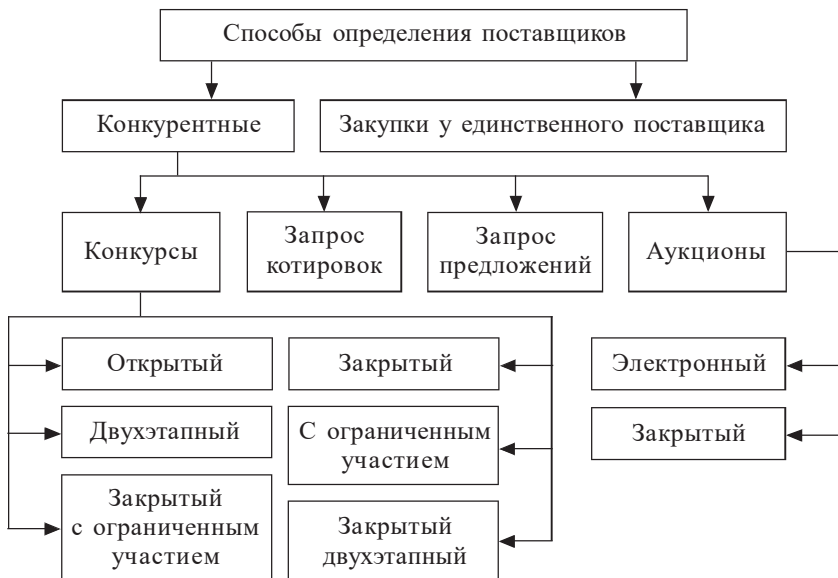 Способы определения поставщиков
Конкурентные
Закупки у единственного поставщика
Конкурсы
Запрос
котировок
Запрос
предложений
Аукционы
Открытый
Закрытый
Электронный
Двухэтапный
С ограниченным
участием
Закрытый
Закрытый
с ограниченным
участием
Закрытый
двухэтапный